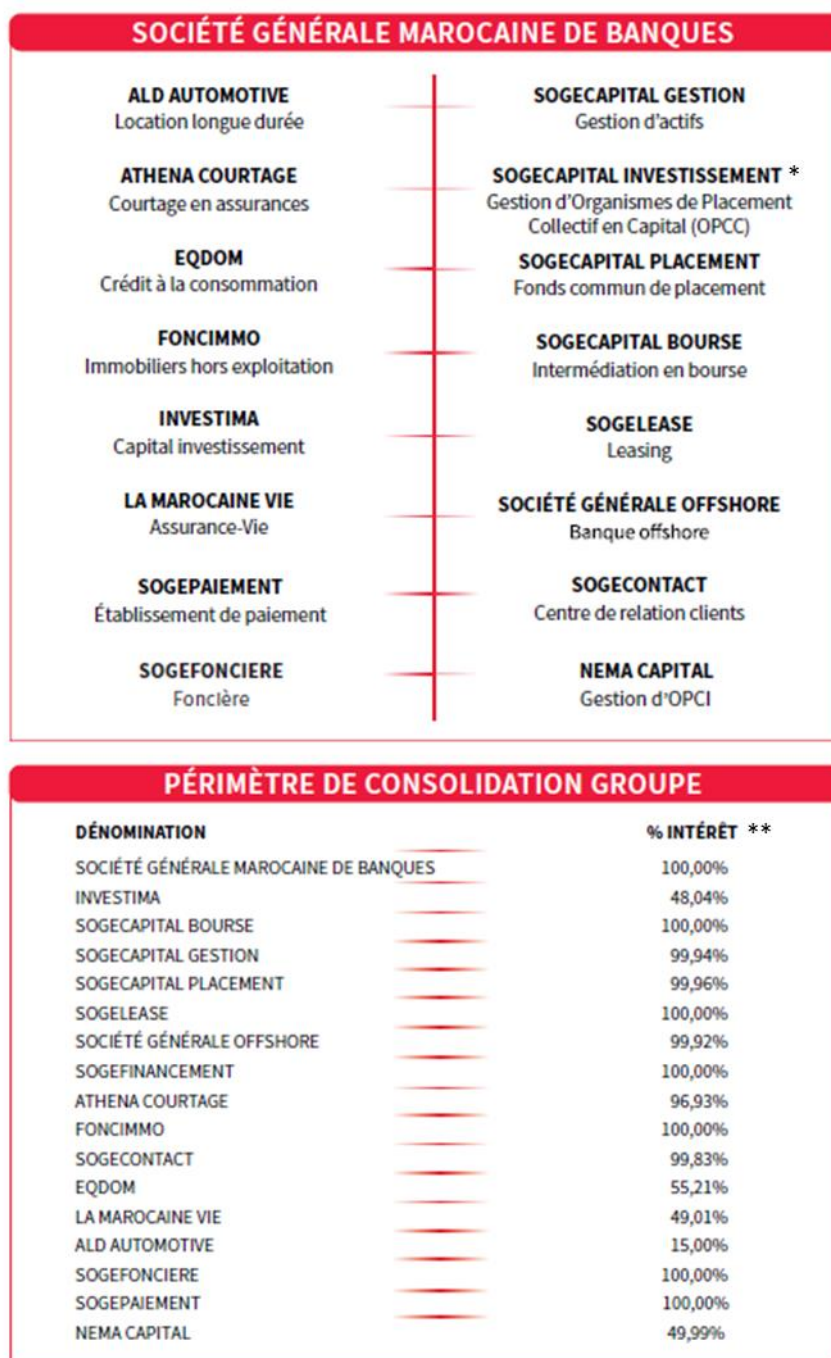 SOCIÉTÉ GÉNÉRALE MAROCAINE DE BANQUES
ALD AUTOMOTIVE
Location longue durée
ATHENA COURTAGE
Courtage en assurances
EQDOM
Crédit à la consommation
FONCIMMO
Immobiliers hors exploitation
INVESTIMA
Capital investissement
LA MAROCAINE VIE
Assurance-Vie
SOGEPAIEMENT
Établissement de paiement
SOGEFONCIERE
Foncière
SOGECAPITAL GESTION
Gestion d'actifs
SOGECAPITAL INVESTISSEMENT *
Gestion d'Organismes de Placement
Collectif en Capital (OPCC)
SOGECAPITAL PLACEMENT
Fonds commun de placement
SOGECAPITAL BOURSE
Intermédiation en bourse
SOGELEASE
Leasing
SOCIÉTÉ GÉNÉRALE OFFSHORE
Banque offshore
SOGECONTACT
Centre de relation clients
NEMA CAPITAL
Gestion d'OPCI
PÉRIMÈTRE DE CONSOLIDATION GROUPE
DÉNOMINATION % INTÉRÊT **
SOCIÉTÉ GÉNÉRALE MAROCAINE DE BANQUES 100,00%
INVESTIMA 48,04%
SOGECAPITAL BOURSE 100,00%
SOGECAPITAL GESTION 99,94%
SOGECAPITAL PLACEMENT 99,96%
SOGELEASE 100,00%
SOCIÉTÉ GÉNÉRALE OFFSHORE 99,92%
SOGEFINANCEMENT 100,00%
ATHENA COURTAGE 96,93%
FONCIMMO 100,00%
SOGECONTACT 99,83%
EQDOM 55,21%
LA MAROCAINE VIE 49,01%
ALD AUTOMOTIVE 15,00%
SOGEFONCIERE 100,00%
SOGEPAIEMENT 100,00%
NEMA CAPITAL 49,99%